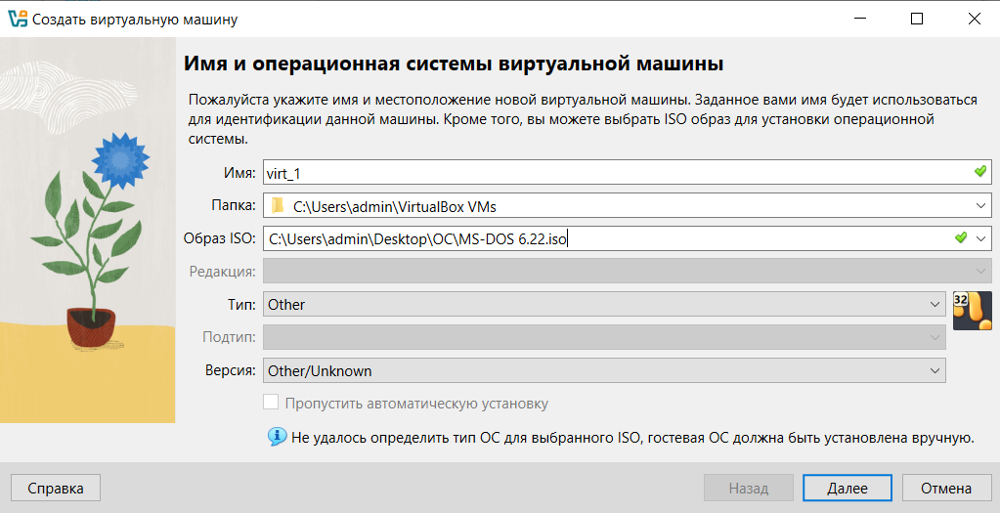 Создать виртуальную машину
Имя и операционная системы виртуальной машины
Пожалуйста укажите имя и местоположение новой виртуальной машины. Заданное вами имя будет использоваться
для идентификации данной машины. Кроме того, вы можете выбрать ISO образ для установки операционной
системы.
Имя: virt_1
Папка: C:\Users\admin\VirtualBox VMs
Образ ISO: C:\Users\admin\Desktop\ОС\MS-DOS 6.22.iso
Редакция:
Тип: Other
32
Подтип:
Версия: Other/Unknown
Пропустить автоматическую установку
Не удалось определить тип ОС для выбранного ISO, гостевая ОС должна быть установлена вручную.
Справка Назад Далее Отмена